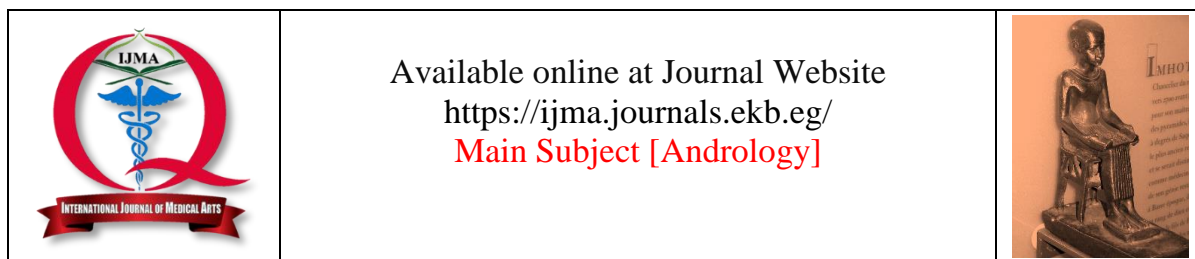 IJMA
INTERNATIONAL JOURNAL OF MEDICAL ARTS
Available online at Journal Website
https://ijma.journals.ekb.eg/
Main Subject [Andrology]
IMHOT